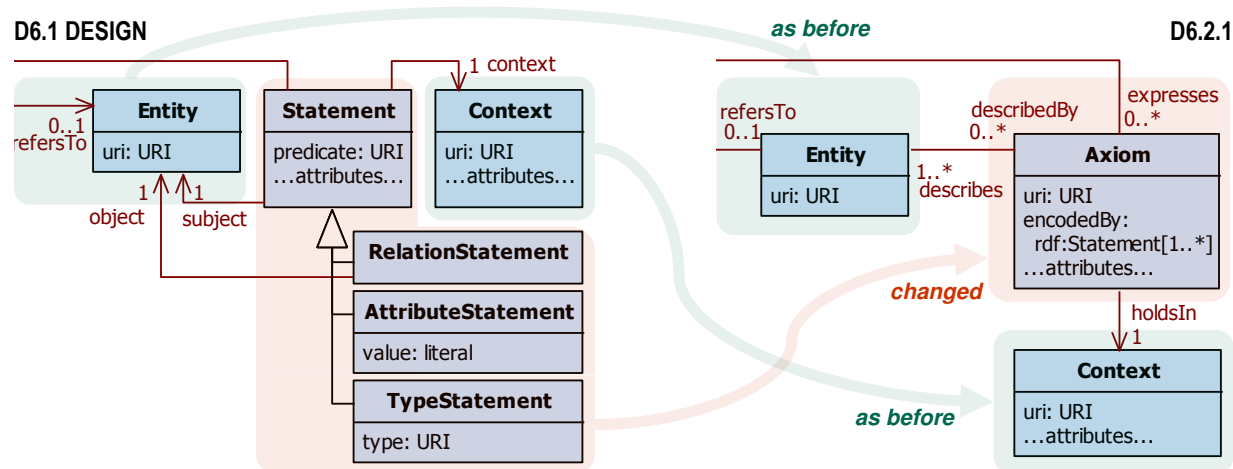 D6.1 DESIGN
as before
D6.2.1
1 context
Entity
0..1
refersTo
uri: URI
Statement
predicate: URI
...attributes...
Context
uri: URI
...attributes...
1
1
object
subject
RelationStatement
AttributeStatement
value: literal
TypeStatement
type: URI
changed
as before
refersTo
0..1
Entity
uri: URI
describedBy
0..*
1..*
describes
expresses
0..*
Axiom
uri: URI
encodedBy:
rdf:Statement[1..*]
...attributes...
holdsIn
1
Context
uri: URI
...attributes...